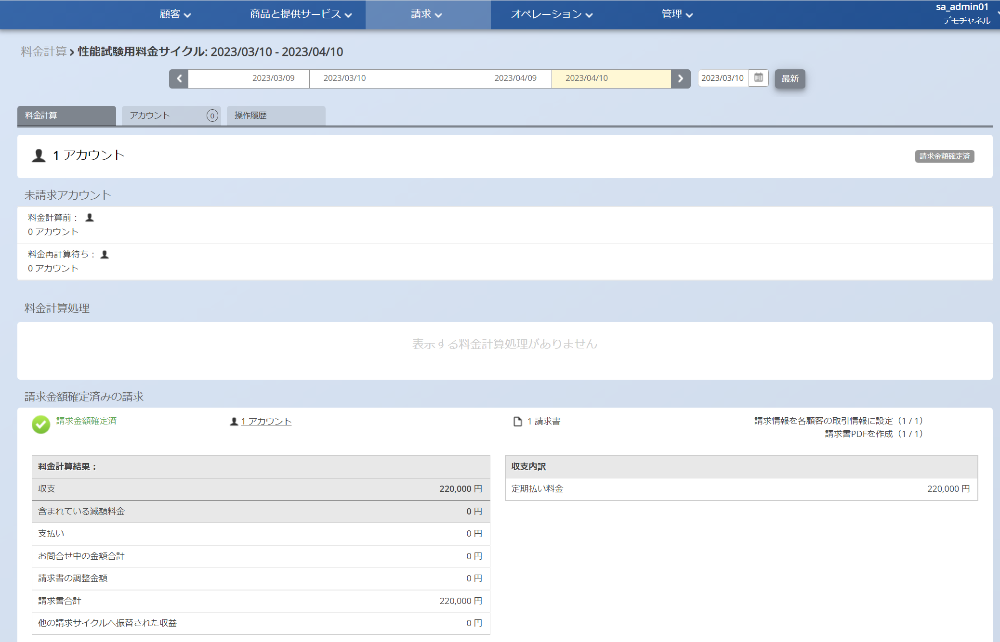 顧客
商品と提供サービス
請求
オペレーション
管理
sa_admin01
デモチャネル
料金計算 › 性能試験用料金サイクル: 2023/03/10 - 2023/04/10
2023/03/09
2023/03/10
2023/04/09
2023/04/10
2023/03/10
最新
料金計算
アカウント 0
操作履歴
1 アカウント
請求金額確定済
未請求アカウント
料金計算前：
0 アカウント
料金再計算待ち：
0 アカウント
料金計算処理
表示する料金計算処理がありません
請求金額確定済みの請求
請求金額確定済
1 アカウント
1 請求書
請求情報を各顧客の取引情報に設定（1 / 1）
請求書PDFを作成（1 / 1）
料金計算結果：
収支 220,000 円
含まれている減額料金 0 円
支払い 0 円
お問合せ中の金額合計 0 円
請求書の調整金額 0 円
請求書合計 220,000 円
他の請求サイクルへ振替された収益 0 円
収支内訳
定期払い料金 220,000 円